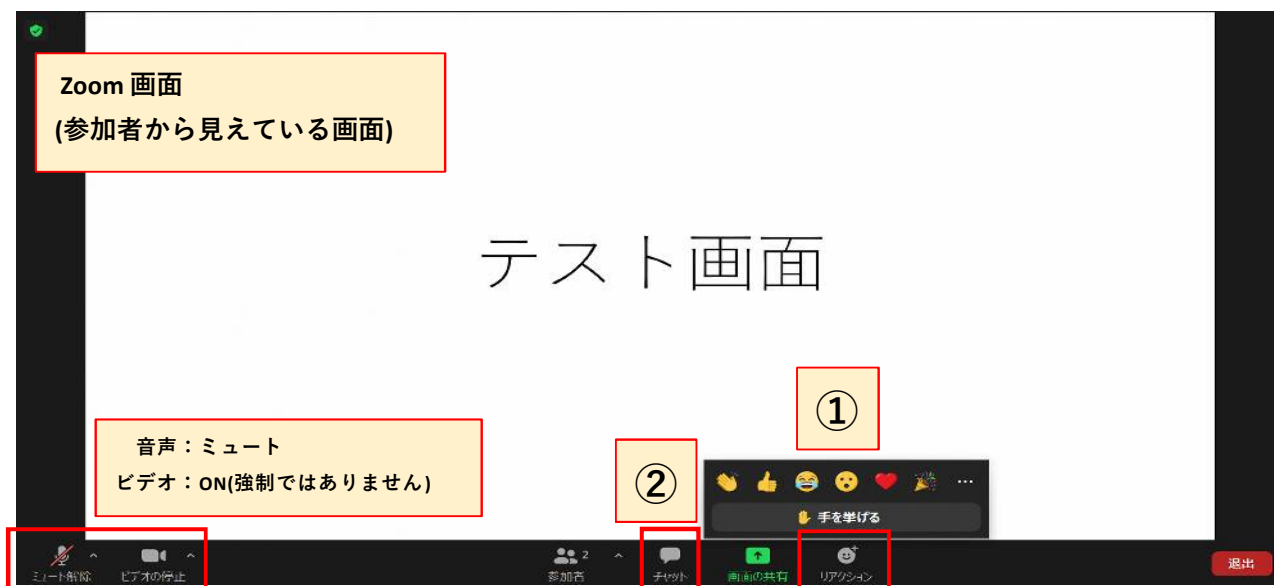 Zoom 画面
(参加者から見えている画面)
テスト画面
①
音声：ミュート
ビデオ：ON(強制ではありません)
②
手を挙げる
ミュート解除
ビデオの停止
参加者
2
チャット
画面の共有
リアクション
退出